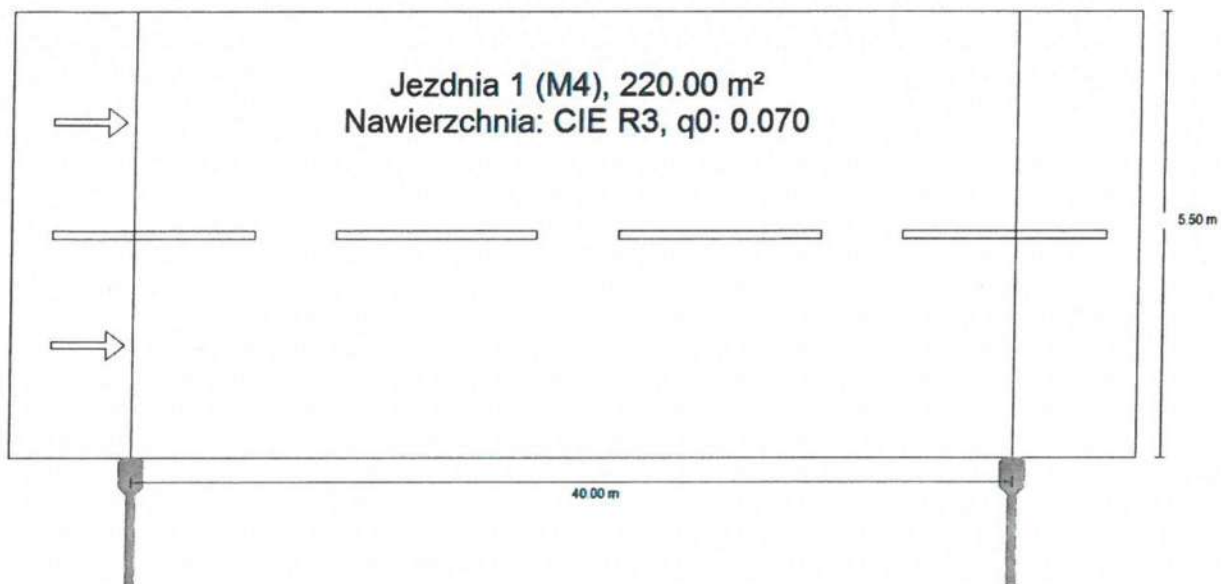 Jezdnia 1 (M4), 220.00 m²
Nawierzchnia: CIE R3, q0: 0.070
5.50 m
40.00 m